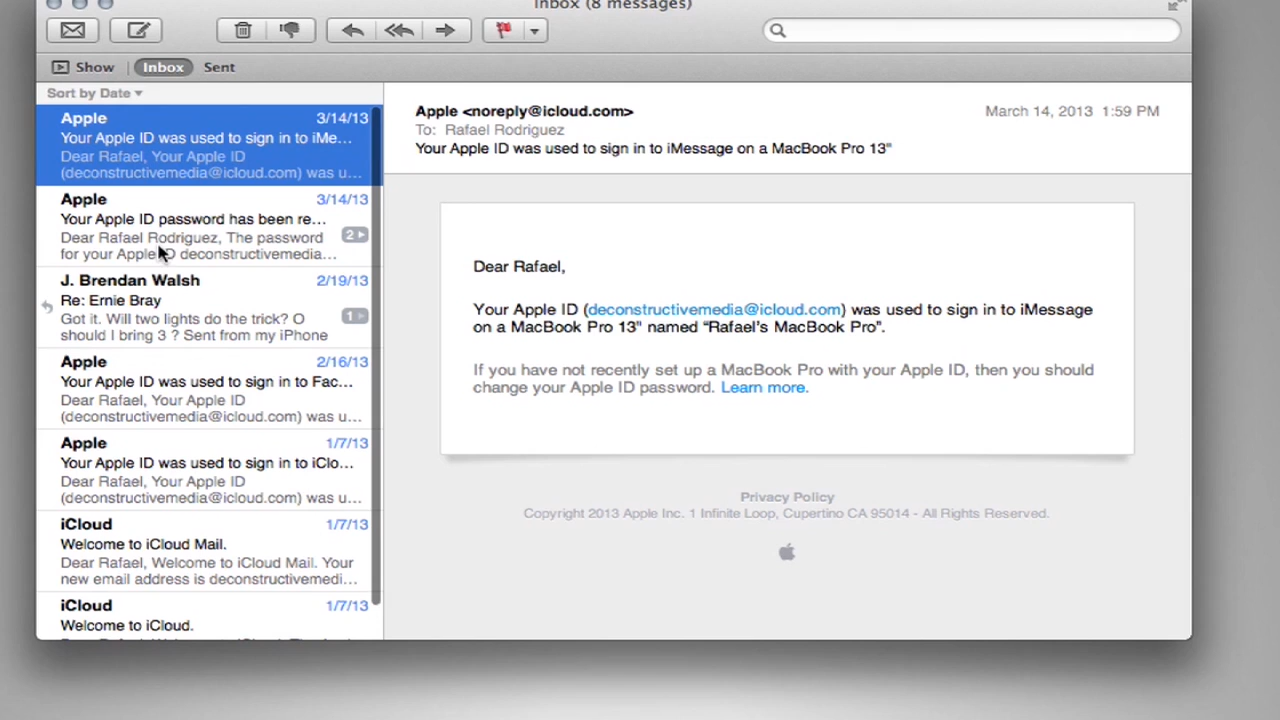 Inbox (8 messages)
Show | Inbox Sent
Sort by Date
Apple 3/14/13
Your Apple ID was used to sign in to iMe...
Dear Rafael, Your Apple ID
(deconstructivemedia@icloud.com) was u...
Apple 3/14/13
Your Apple ID password has been re...
Dear Rafael Rodriguez, The password
for your Apple ID deconstructivemedia...
2
J. Brendan Walsh 2/19/13
Re: Ernie Bray
Got it. Will two lights do the trick? O
should I bring 3 ? Sent from my iPhone
1
Apple 2/16/13
Your Apple ID was used to sign in to Fac...
Dear Rafael, Your Apple ID
(deconstructivemedia@icloud.com) was u...
Apple 1/7/13
Your Apple ID was used to sign in to iClo...
Dear Rafael, Your Apple ID
(deconstructivemedia@icloud.com) was u...
iCloud 1/7/13
Welcome to iCloud Mail.
Dear Rafael, Welcome to iCloud Mail. Your
new email address is deconstructivemedi...
iCloud 1/7/13
Welcome to iCloud.
Apple <noreply@icloud.com> March 14, 2013 1:59 PM
To: Rafael Rodriguez
Your Apple ID was used to sign in to iMessage on a MacBook Pro 13"
Dear Rafael,
Your Apple ID (deconstructivemedia@icloud.com) was used to sign in to iMessage
on a MacBook Pro 13" named “Rafael’s MacBook Pro”.
If you have not recently set up a MacBook Pro with your Apple ID, then you should
change your Apple ID password. Learn more.
Privacy Policy
Copyright 2013 Apple Inc. 1 Infinite Loop, Cupertino CA 95014 - All Rights Reserved.